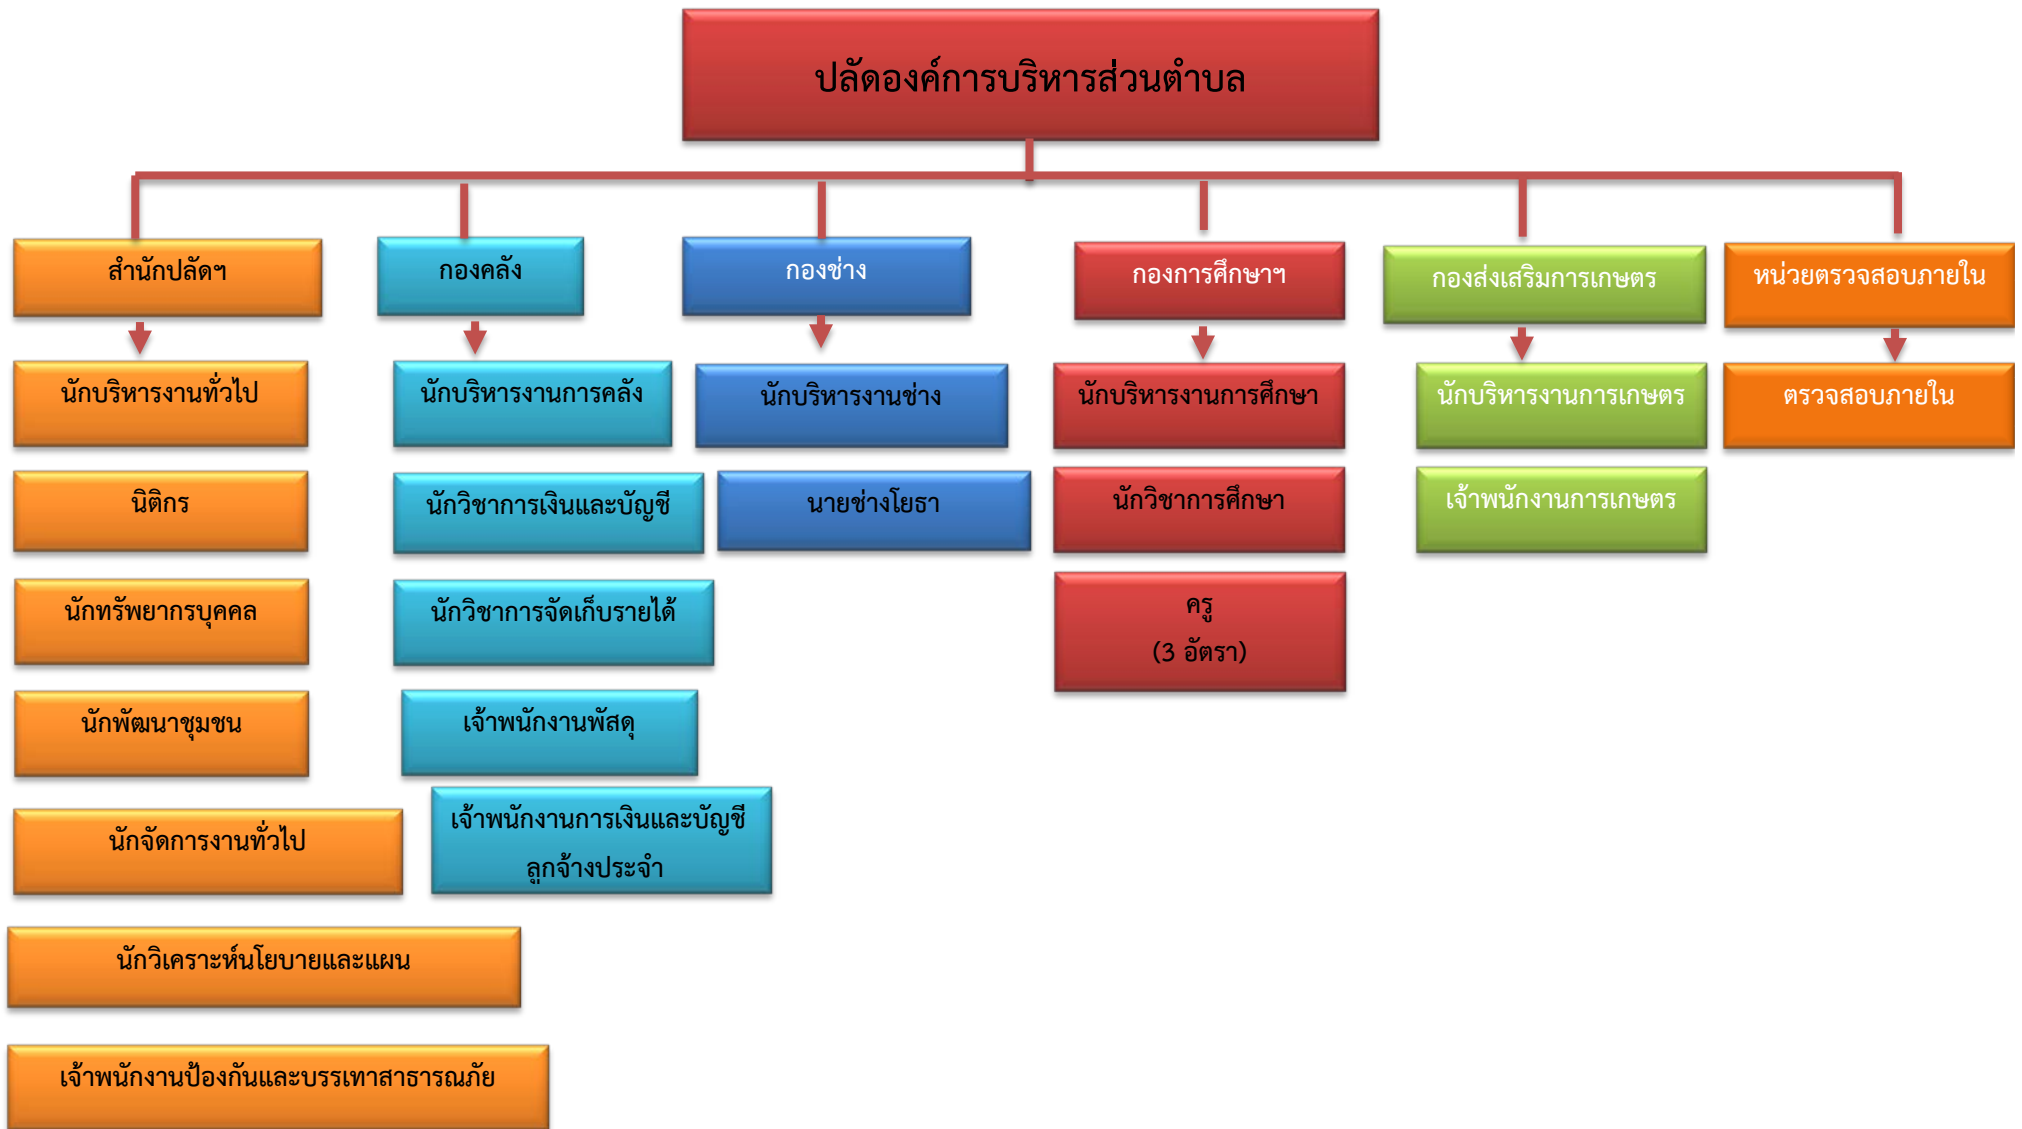 ปลัดองค์การบริหารส่วนตำบล
สำนักปลัดฯ
กองคลัง
กองช่าง
กองการศึกษาฯ
กองส่งเสริมการเกษตร
หน่วยตรวจสอบภายใน
นักบริหารงานทั่วไป
นักบริหารงานการคลัง
นักบริหารงานช่าง
นักบริหารงานการศึกษา
นักบริหารงานการเกษตร
ตรวจสอบภายใน
นิติกร
นักวิชาการเงินและบัญชี
นายช่างโยธา
นักวิชาการศึกษา
เจ้าพนักงานการเกษตร
นักทรัพยากรบุคคล
นักวิชาการจัดเก็บรายได้
ครู
(3 อัตรา)
นักพัฒนาชุมชน
เจ้าพนักงานพัสดุ
นักจัดการงานทั่วไป
เจ้าพนักงานการเงินและบัญชี
ลูกจ้างประจำ
นักวิเคราะห์นโยบายและแผน
เจ้าพนักงานป้องกันและบรรเทาสาธารณภัย